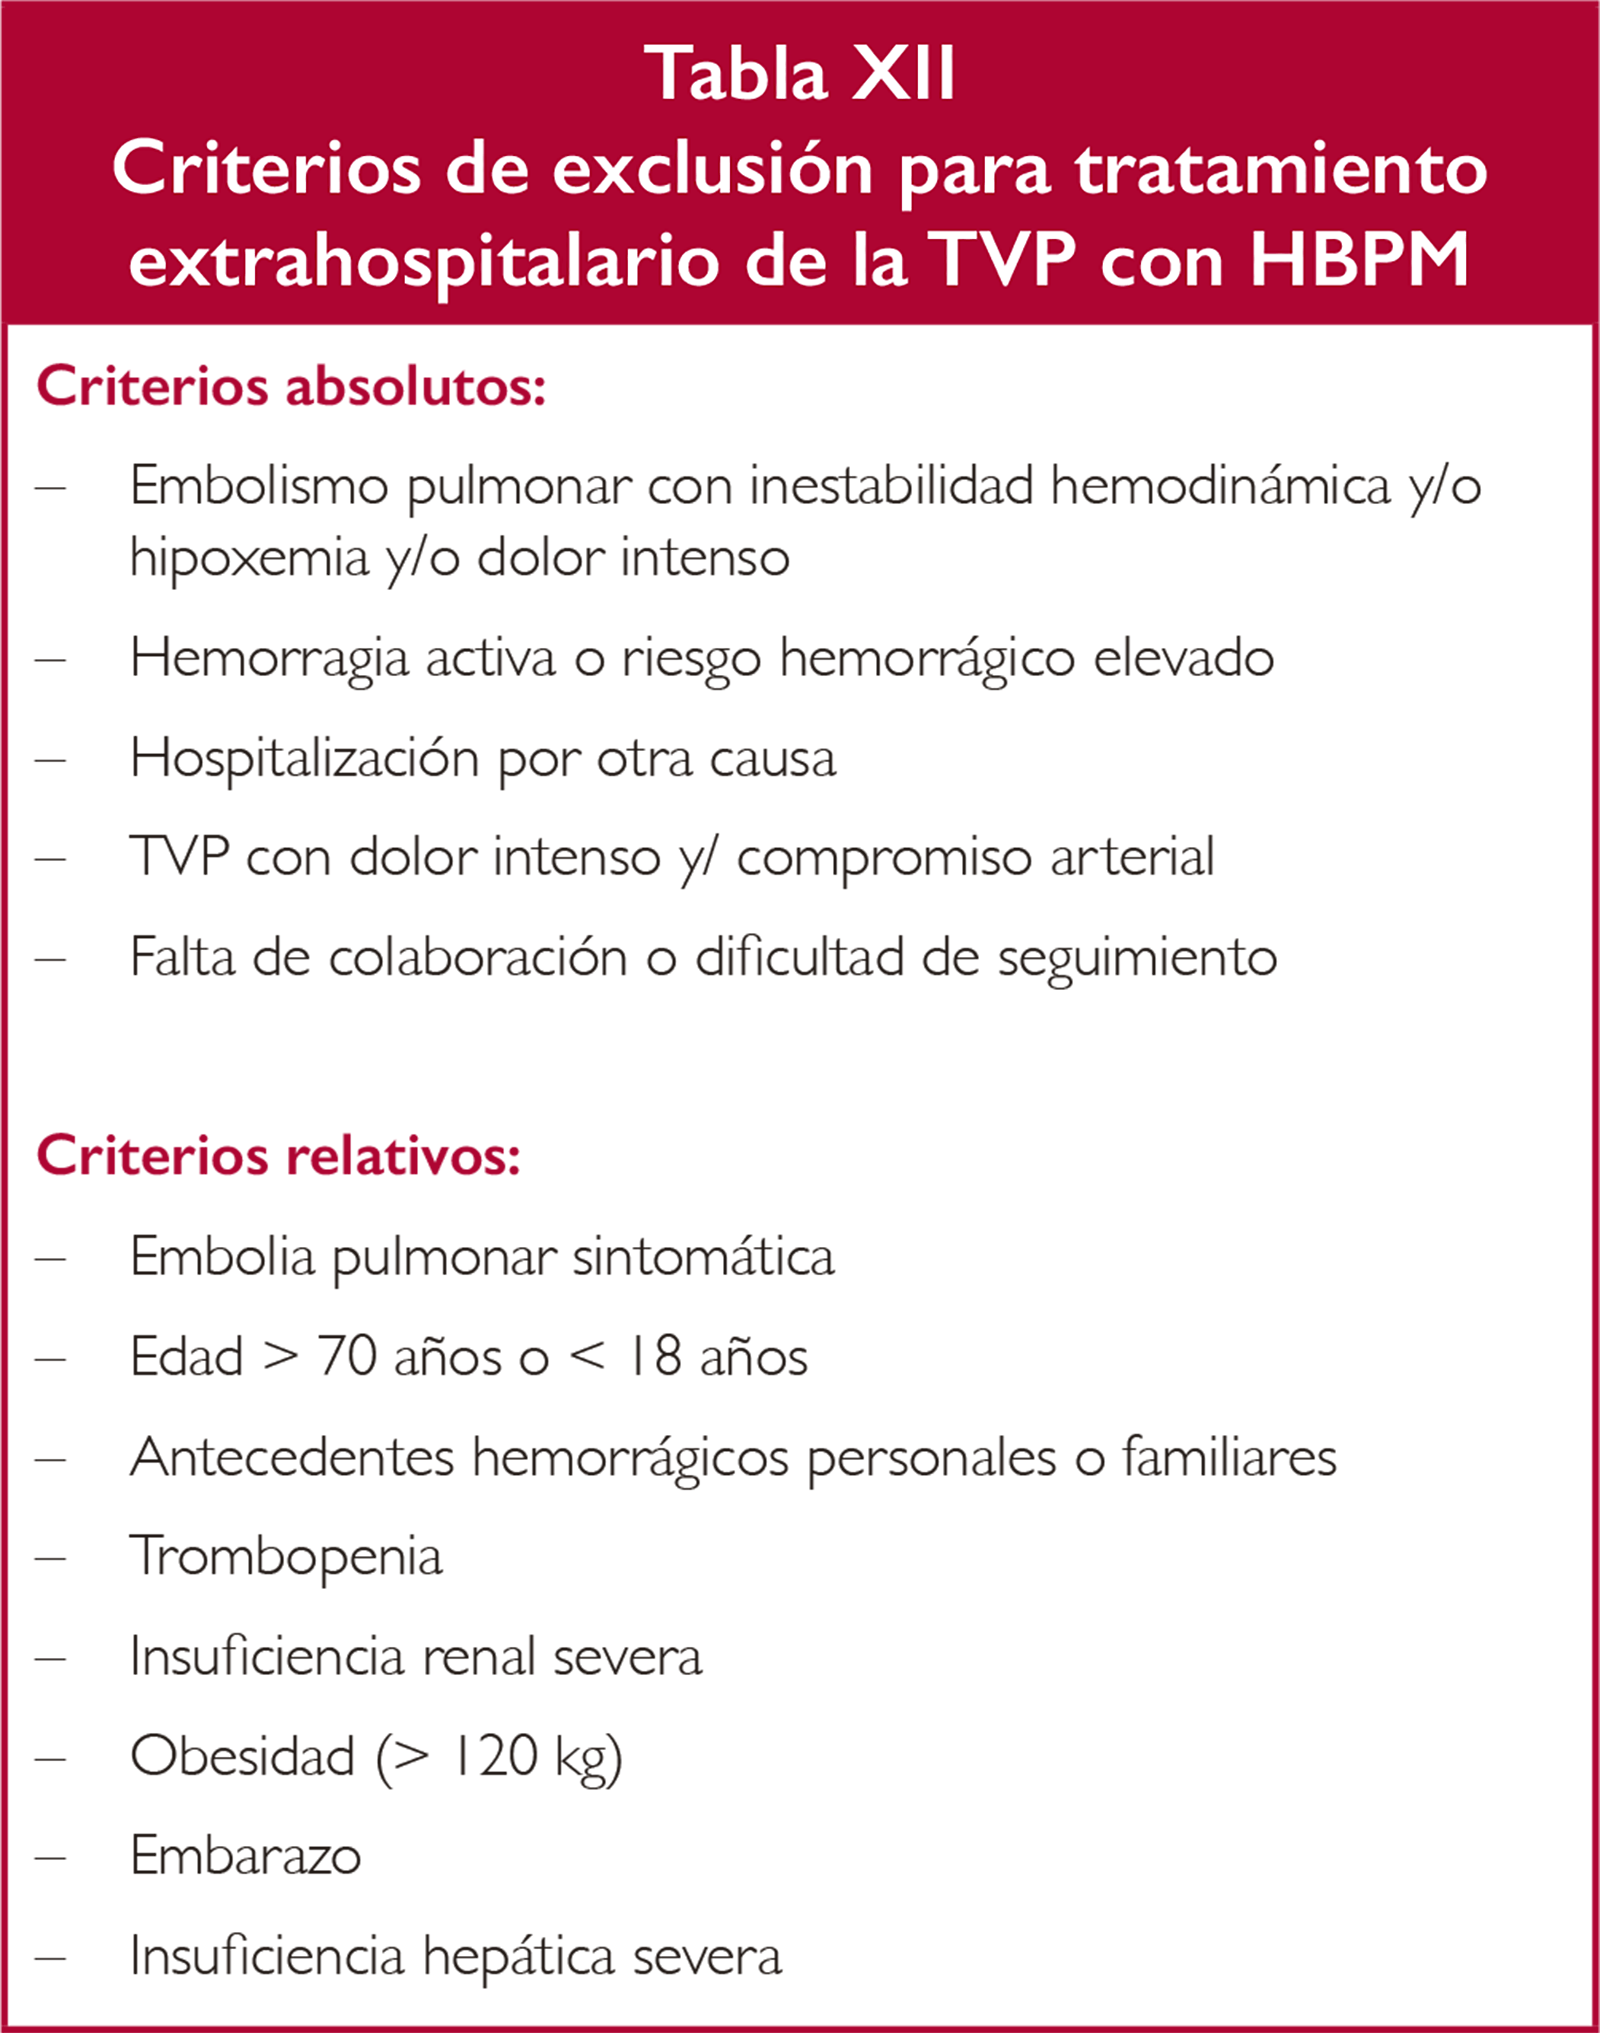 Tabla XII
Criterios de exclusión para tratamiento
extrahospitalario de la TVP con HBPM
Criterios absolutos:
– Embolismo pulmonar con inestabilidad hemodinámica y/o
hipoxemia y/o dolor intenso
– Hemorragia activa o riesgo hemorrágico elevado
– Hospitalización por otra causa
– TVP con dolor intenso y/ compromiso arterial
– Falta de colaboración o dificultad de seguimiento
Criterios relativos:
– Embolia pulmonar sintomática
– Edad > 70 años o < 18 años
– Antecedentes hemorrágicos personales o familiares
– Trombopenia
– Insuficiencia renal severa
– Obesidad (> 120 kg)
– Embarazo
– Insuficiencia hepática severa